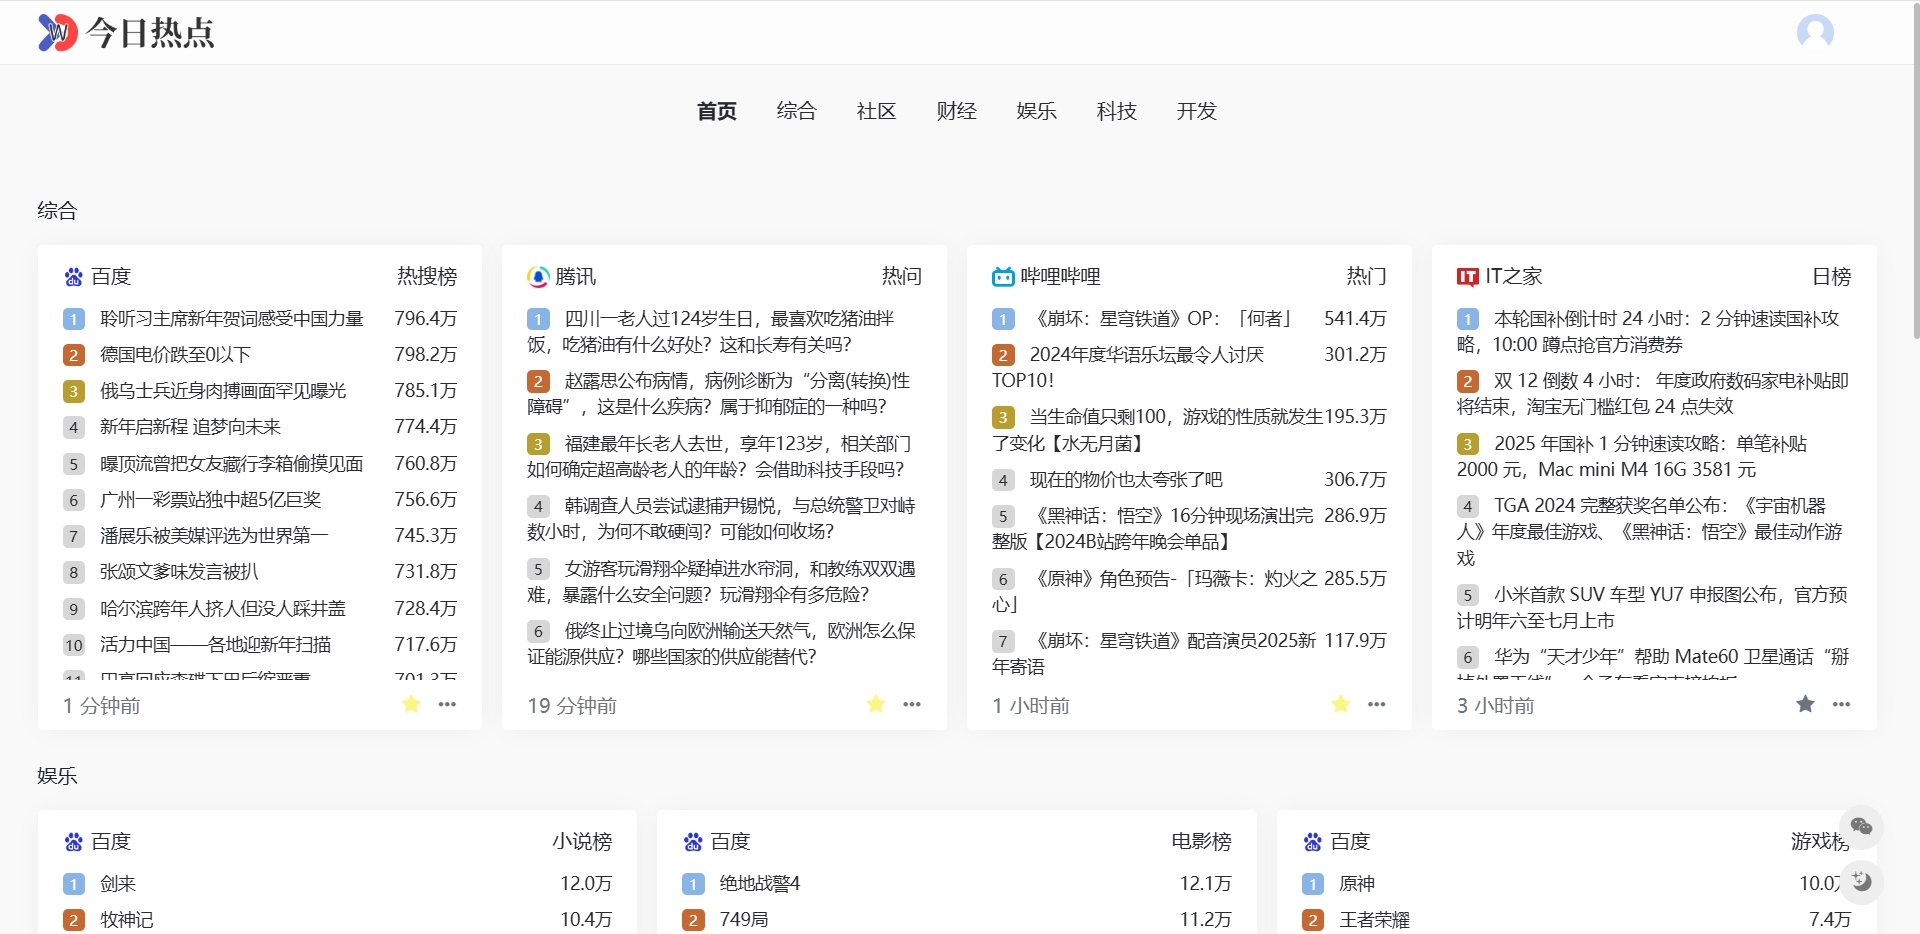 今日热点
首页 综合 社区 财经 娱乐 科技 开发
综合
百度 热搜榜
1 聆听习主席新年贺词感受中国力量 796.4万
2 德国电价跌至0以下 798.2万
3 俄乌士兵近身肉搏画面罕见曝光 785.1万
4 新年启新程 追梦向未来 774.4万
5 曝顶流曾把女友藏行李箱偷摸见面 760.8万
6 广州一彩票站独中超5亿巨奖 756.6万
7 潘展乐被美媒评选为世界第一 745.3万
8 张颂文爹味发言被扒 731.8万
9 哈尔滨跨年人挤人但没人踩井盖 728.4万
10 活力中国——各地迎新年扫描 717.6万
1 分钟前
腾讯 热问
1 四川一老人过124岁生日，最喜欢吃猪油拌
饭，吃猪油有什么好处？这和长寿有关吗？
2 赵露思公布病情，病例诊断为“分离(转换)性
障碍”，这是什么疾病？属于抑郁症的一种吗？
3 福建最年长老人去世，享年123岁，相关部门
如何确定超高龄老人的年龄？会借助科技手段吗？
4 韩调查人员尝试逮捕尹锡悦，与总统警卫对峙
数小时，为何不敢硬闯？可能如何收场？
5 女游客玩滑翔伞疑掉进水帘洞，和教练双双遇
难，暴露什么安全问题？玩滑翔伞有多危险？
6 俄终止过境乌向欧洲输送天然气，欧洲怎么保
证能源供应？哪些国家的供应能替代？
19 分钟前
哔哩哔哩 热门
1 《崩坏：星穹铁道》OP：「何者」 541.4万
2 2024年度华语乐坛最令人讨厌 301.2万
TOP10！
3 当生命值只剩100，游戏的性质就发生 195.3万
了变化【水无月菌】
4 现在的物价也太夸张了吧 306.7万
5 《黑神话：悟空》16分钟现场演出完 286.9万
整版【2024B站跨年晚会单品】
6 《原神》角色预告-「玛薇卡：灼火之 285.5万
心」
7 《崩坏：星穹铁道》配音演员2025新 117.9万
年寄语
1 小时前
IT之家 日榜
1 本轮国补倒计时 24 小时：2 分钟速读国补攻
略，10:00 蹲点抢官方消费券
2 双 12 倒数 4 小时： 年度政府数码家电补贴即
将结束，淘宝无门槛红包 24 点失效
3 2025 年国补 1 分钟速读攻略：单笔补贴
2000 元，Mac mini M4 16G 3581 元
4 TGA 2024 完整获奖名单公布：《宇宙机器
人》年度最佳游戏、《黑神话：悟空》最佳动作游
戏
5 小米首款 SUV 车型 YU7 申报图公布，官方预
计明年六至七月上市
6 华为“天才少年”帮助 Mate60 卫星通话“掰
3 小时前
娱乐
百度 小说榜
1 剑来 12.0万
2 牧神记 10.4万
百度 电影榜
1 绝地战警4 12.1万
2 749局 11.2万
百度 游戏榜
1 原神 10.0万
2 王者荣耀 7.4万